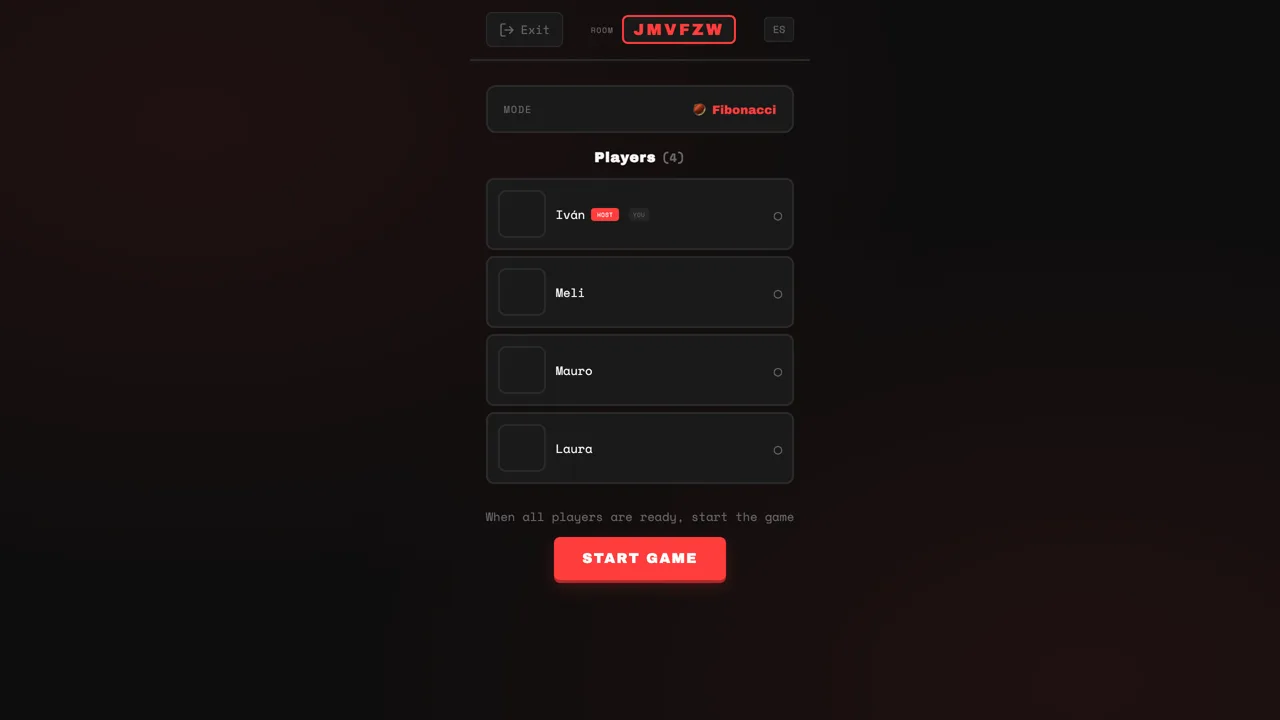 Exit ROOM JMVFZW ES
MODE Fibonacci
Players (4)
Iván HOST YOU
Meli
Mauro
Laura
When all players are ready, start the game
START GAME